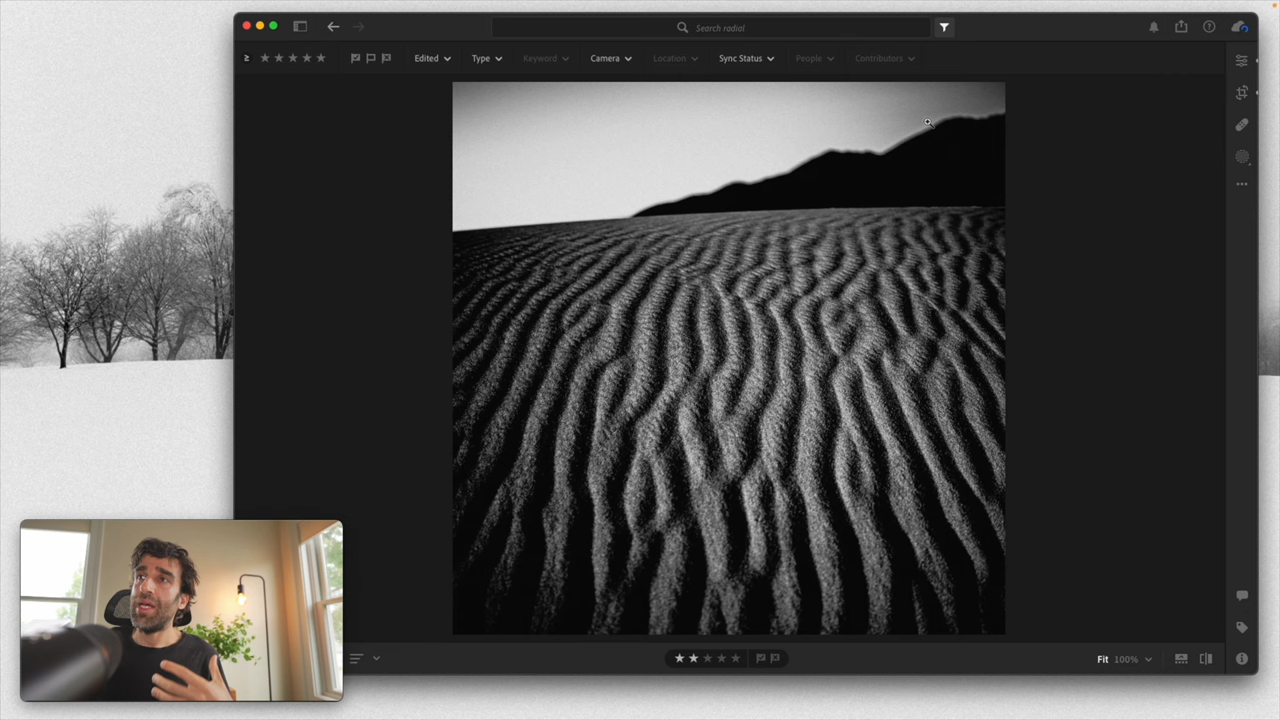 Search radial
≥ Edited Type Keyword Camera Location Sync Status People Contributors
Fit 100%